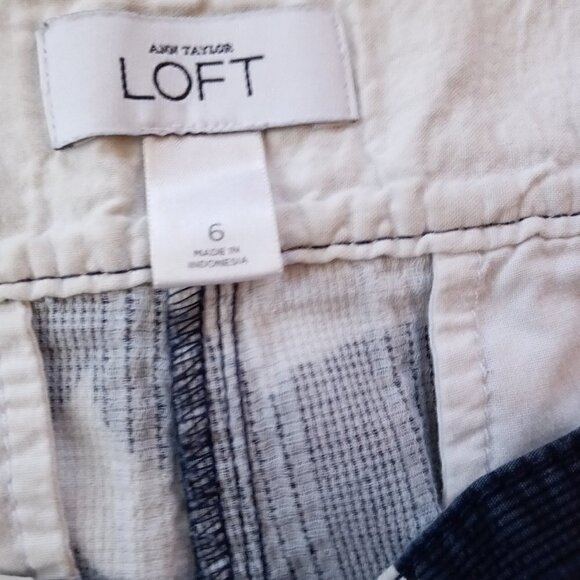 ANN TAYLOR
LOFT
6
MADE IN
INDONESIA